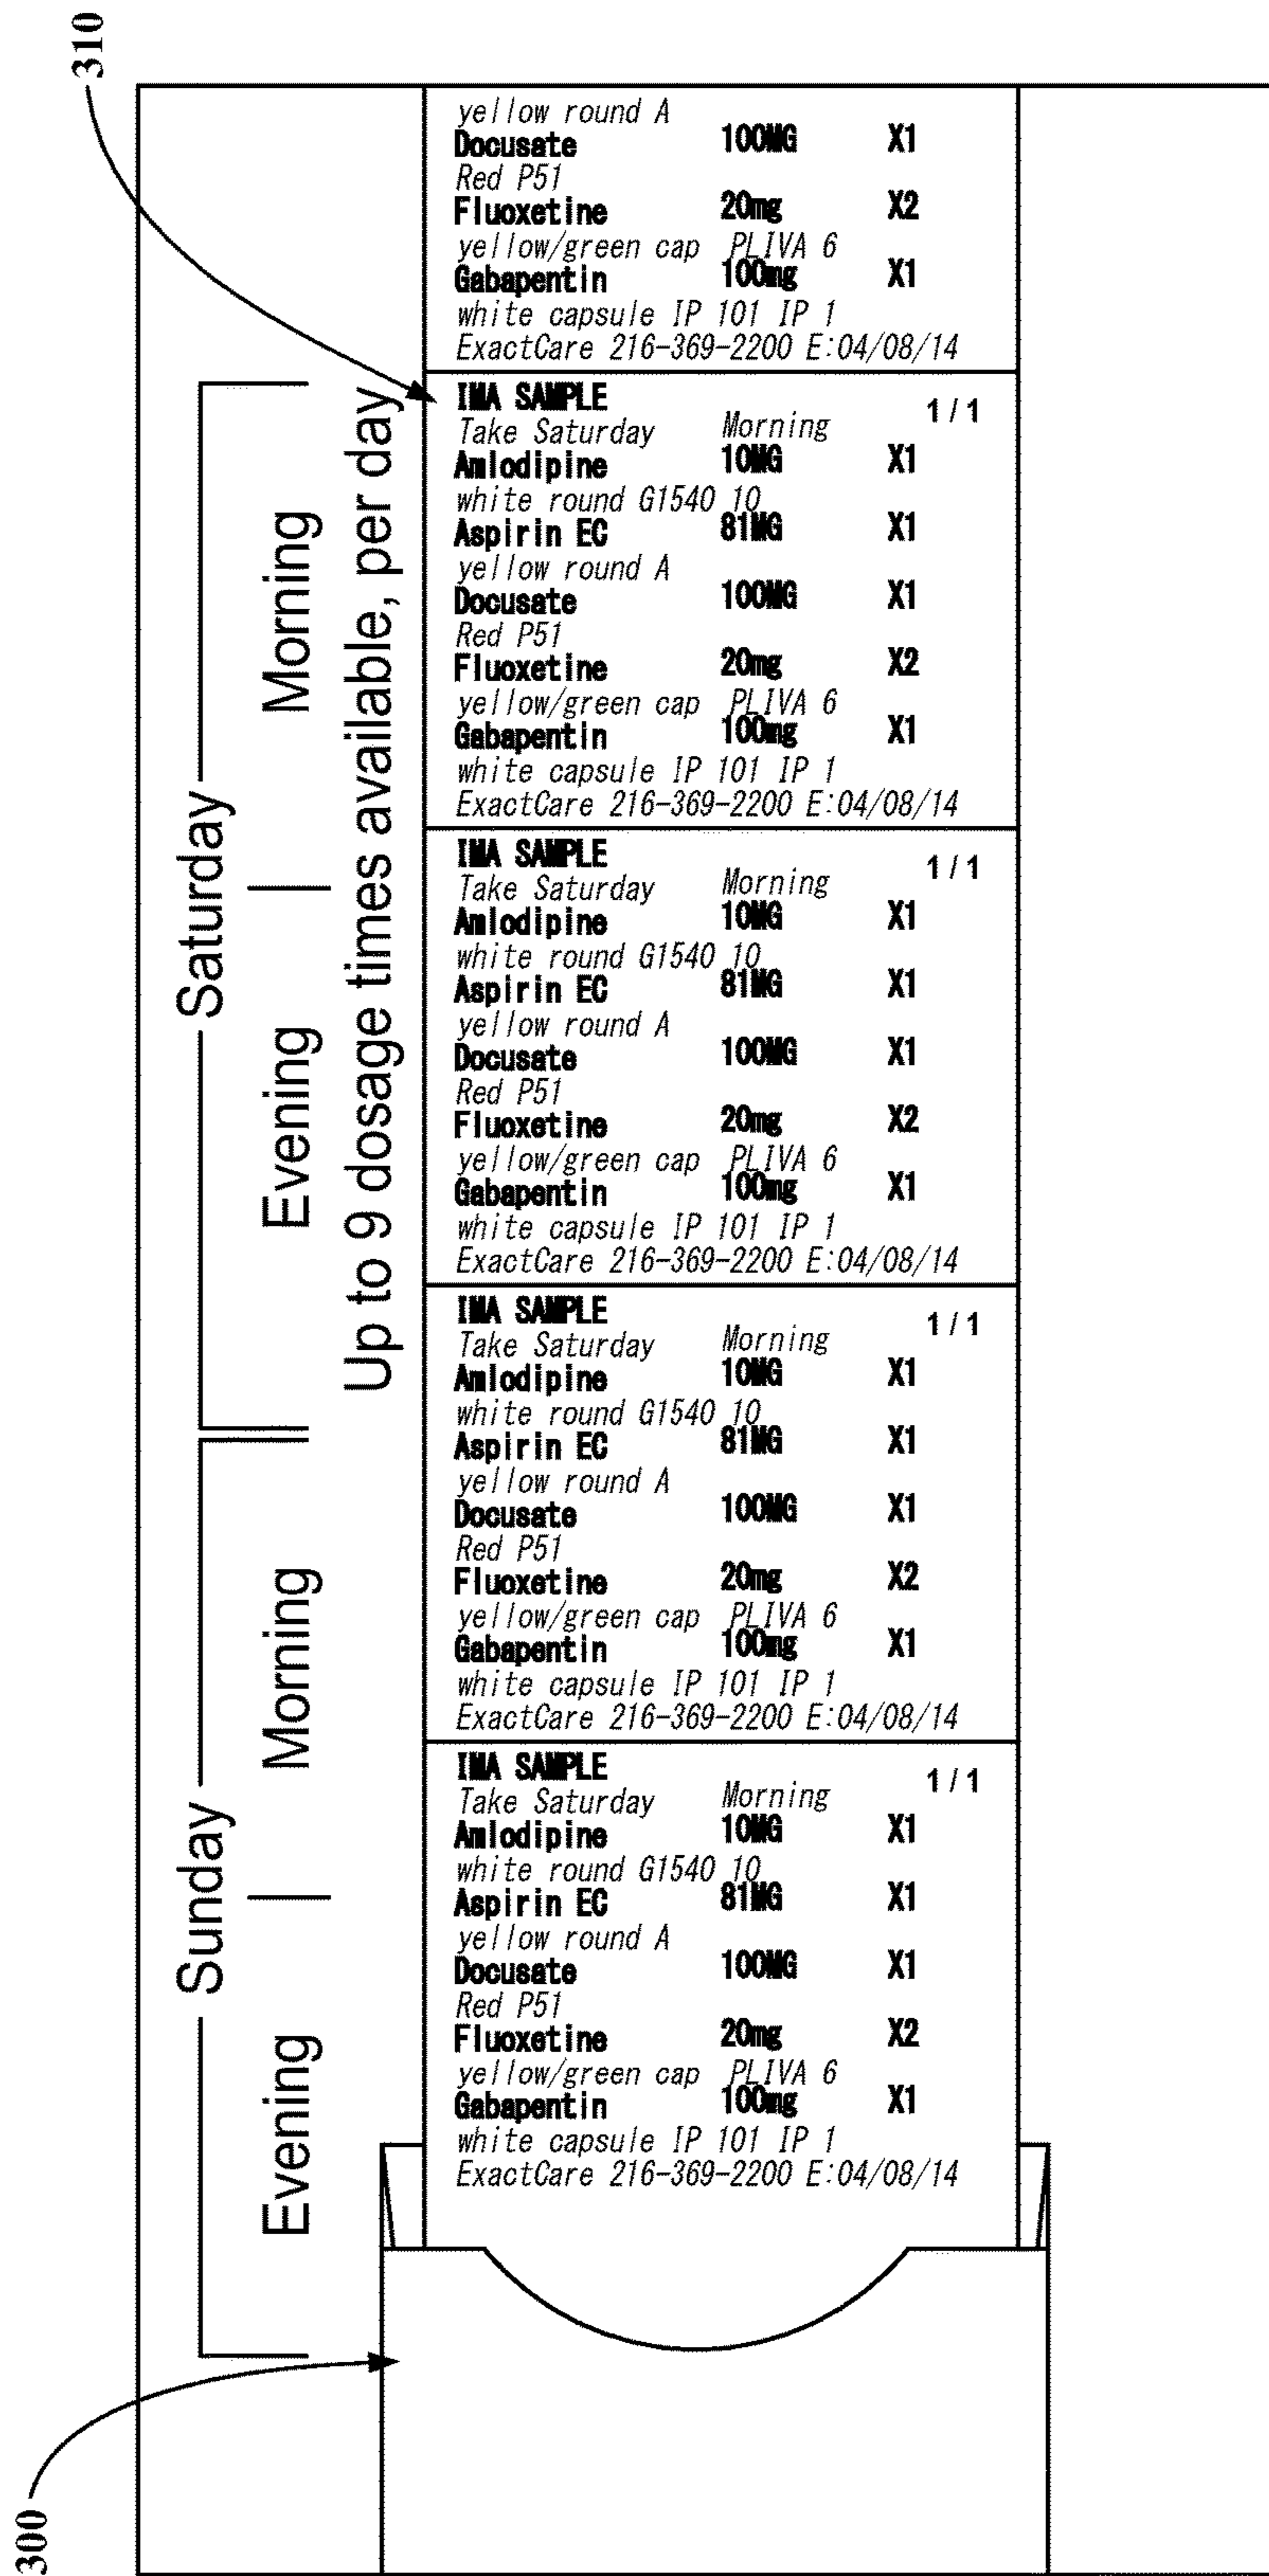 310
yellow round A
Docusate 100MG X1
Red P51
Fluoxetine 20mg X2
yellow/green cap PLIVA 6
Gabapentin 100mg X1
white capsule IP 101 IP 1
ExactCare 216-369-2200 E:04/08/14
IMA SAMPLE 1/1
Take Saturday Morning
Amlodipine 10MG X1
white round G1540 10
Aspirin EC 81MG X1
yellow round A
Docusate 100MG X1
Red P51
Fluoxetine 20mg X2
yellow/green cap PLIVA 6
Gabapentin 100mg X1
white capsule IP 101 IP 1
ExactCare 216-369-2200 E:04/08/14
IMA SAMPLE 1/1
Take Saturday Morning
Amlodipine 10MG X1
white round G1540 10
Aspirin EC 81MG X1
yellow round A
Docusate 100MG X1
Red P51
Fluoxetine 20mg X2
yellow/green cap PLIVA 6
Gabapentin 100mg X1
white capsule IP 101 IP 1
ExactCare 216-369-2200 E:04/08/14
IMA SAMPLE 1/1
Take Saturday Morning
Amlodipine 10MG X1
white round G1540 10
Aspirin EC 81MG X1
yellow round A
Docusate 100MG X1
Red P51
Fluoxetine 20mg X2
yellow/green cap PLIVA 6
Gabapentin 100mg X1
white capsule IP 101 IP 1
ExactCare 216-369-2200 E:04/08/14
IMA SAMPLE 1/1
Take Saturday Morning
Amlodipine 10MG X1
white round G1540 10
Aspirin EC 81MG X1
yellow round A
Docusate 100MG X1
Red P51
Fluoxetine 20mg X2
yellow/green cap PLIVA 6
Gabapentin 100mg X1
white capsule IP 101 IP 1
ExactCare 216-369-2200 E:04/08/14
Sunday Saturday
Evening Morning Evening Morning
Up to 9 dosage times available, per day
300